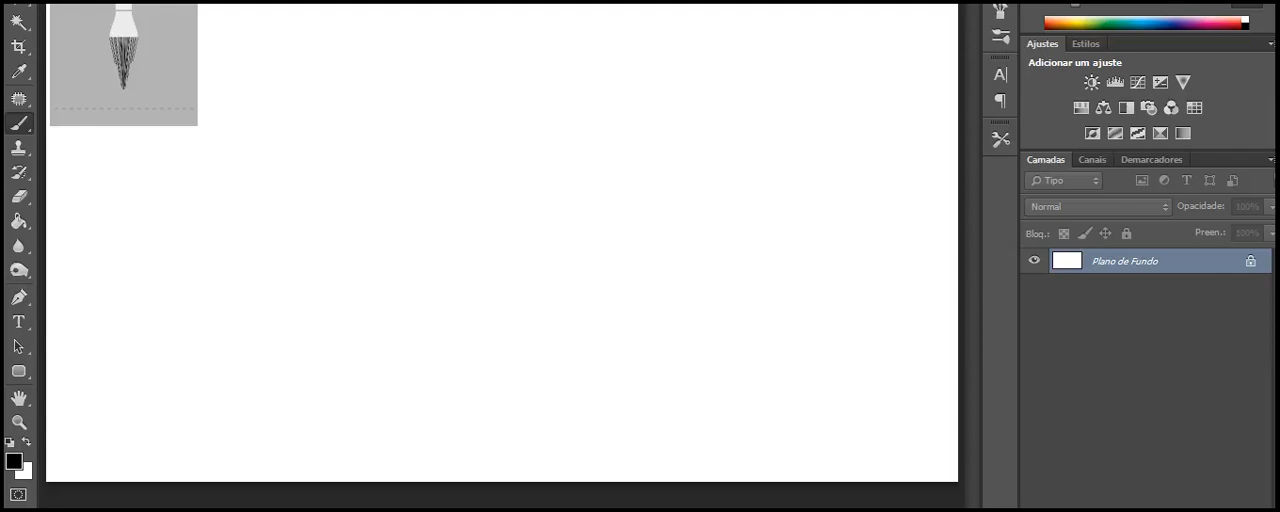 Ajustes Estilos
Adicionar um ajuste
Camadas Canais Demarcadores
Tipo
Normal Opacidade: 100%
Bloq.: Preen.: 100%
Plano de Fundo